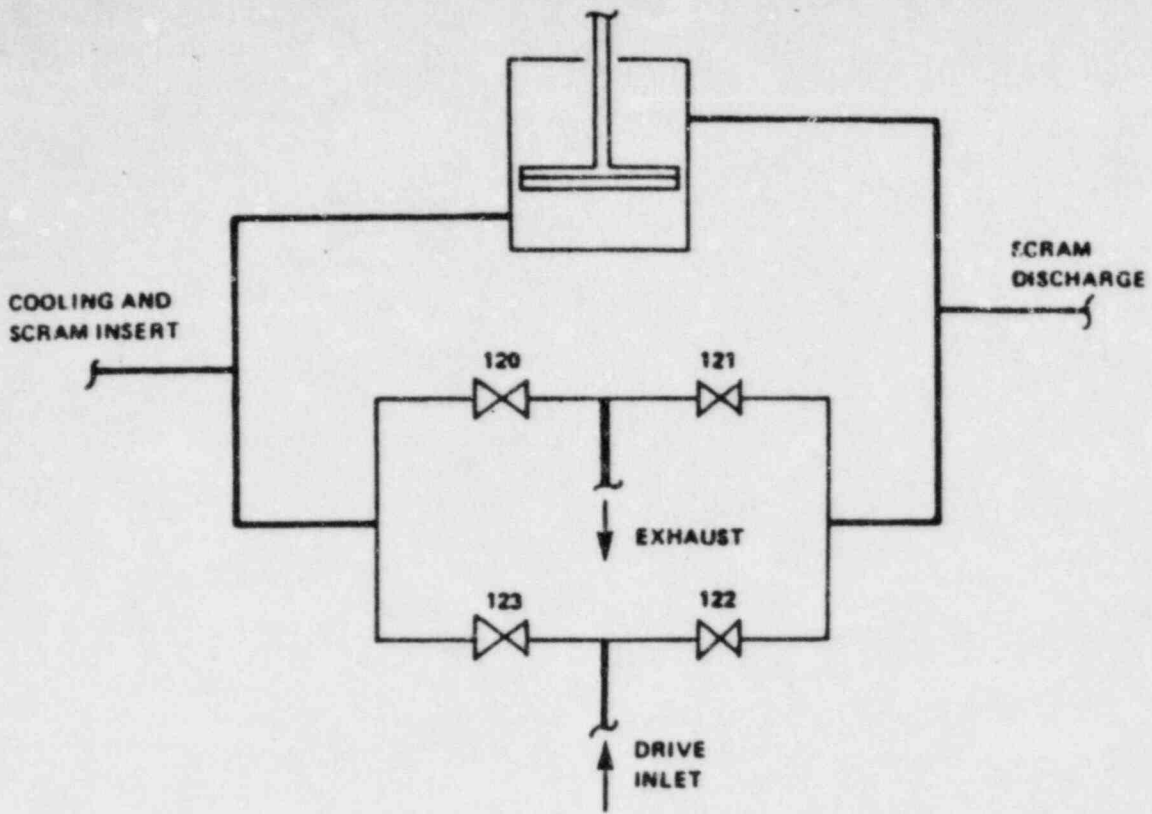 SCRAM
DISCHARGE
COOLING AND
SCRAM INSERT
120
121
EXHAUST
123
122
DRIVE
INLET